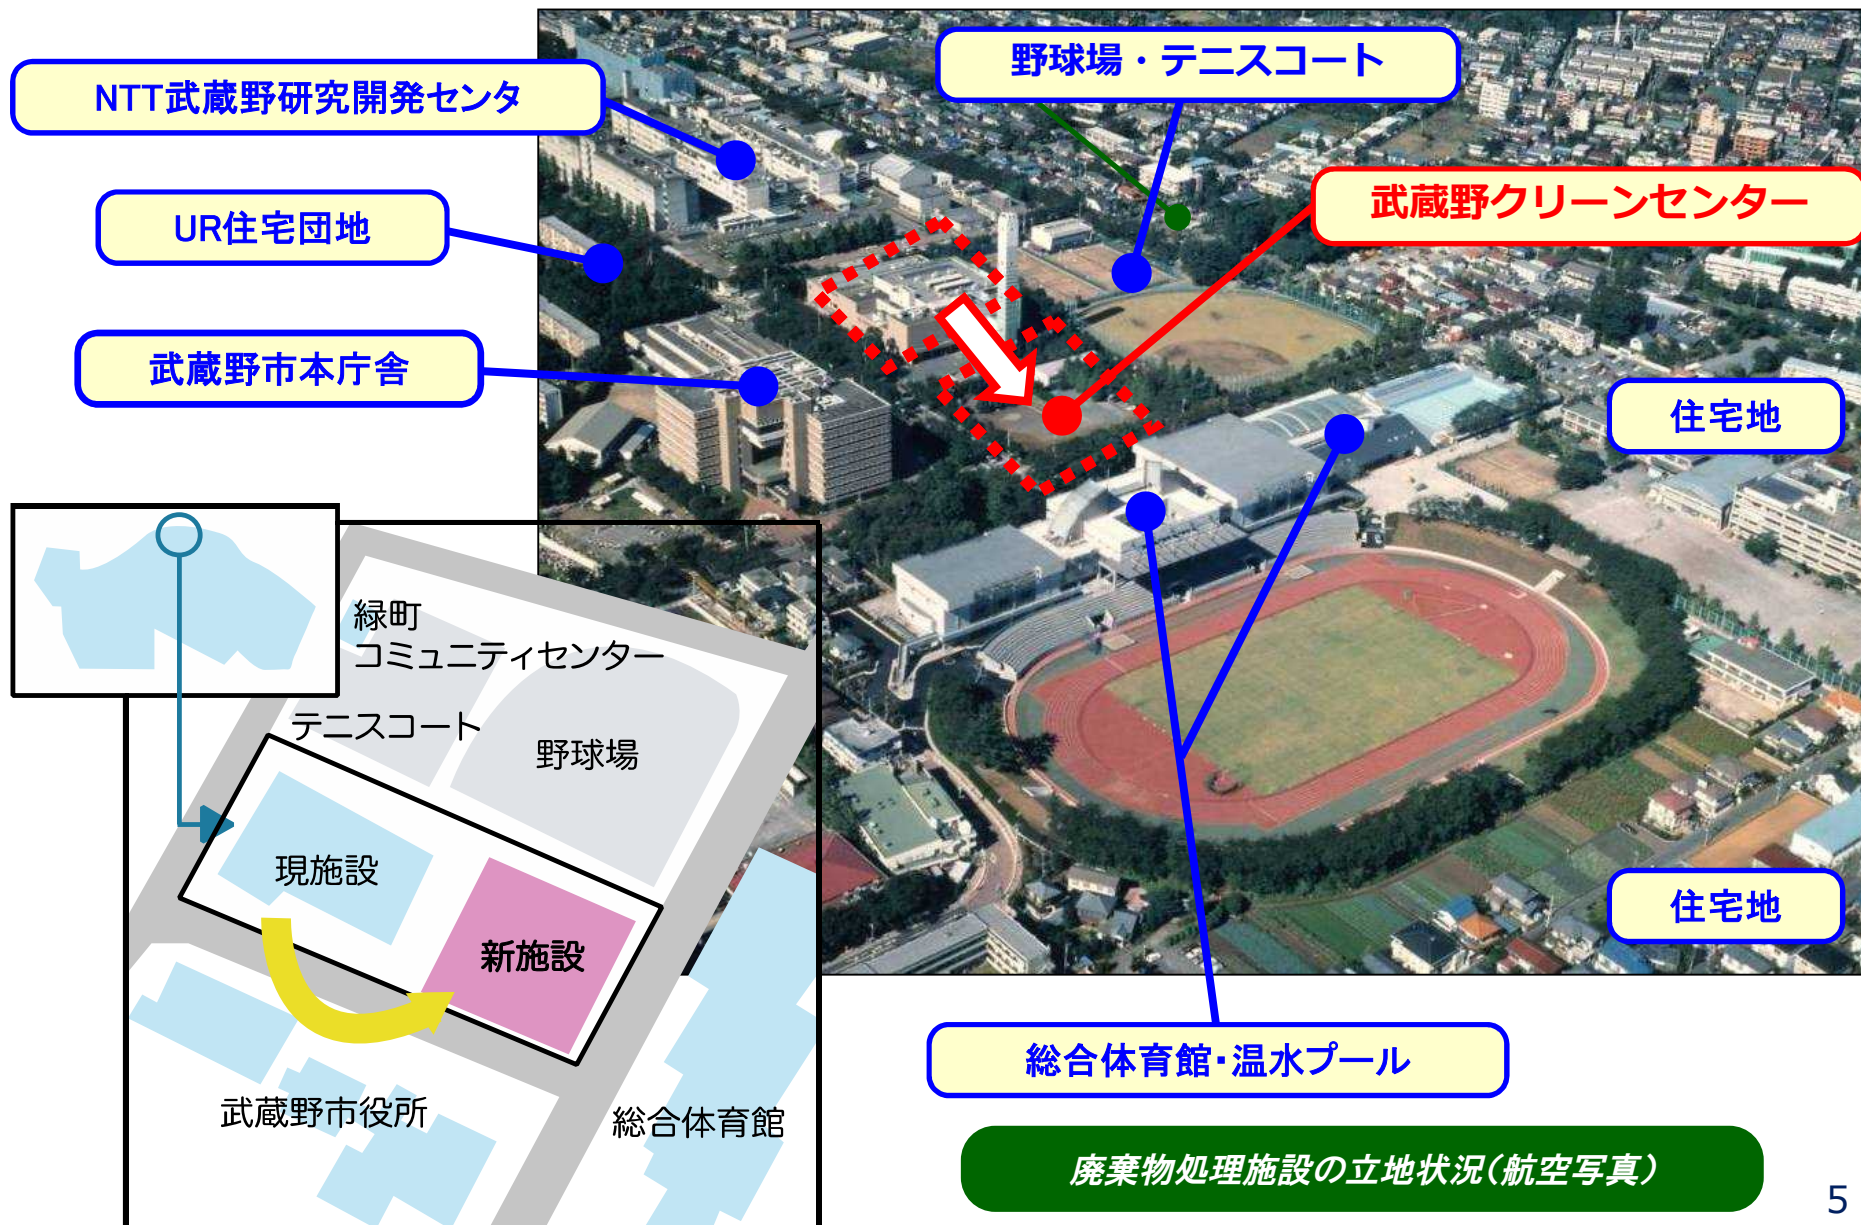 野球場・テニスコート
NTT武蔵野研究開発センタ
武蔵野クリーンセンター
UR住宅団地
武蔵野市本庁舎
住宅地
緑町
コミュニティセンター
テニスコート
野球場
現施設
新施設
住宅地
武蔵野市役所
総合体育館
総合体育館・温水プール
廃棄物処理施設の立地状況(航空写真)
5